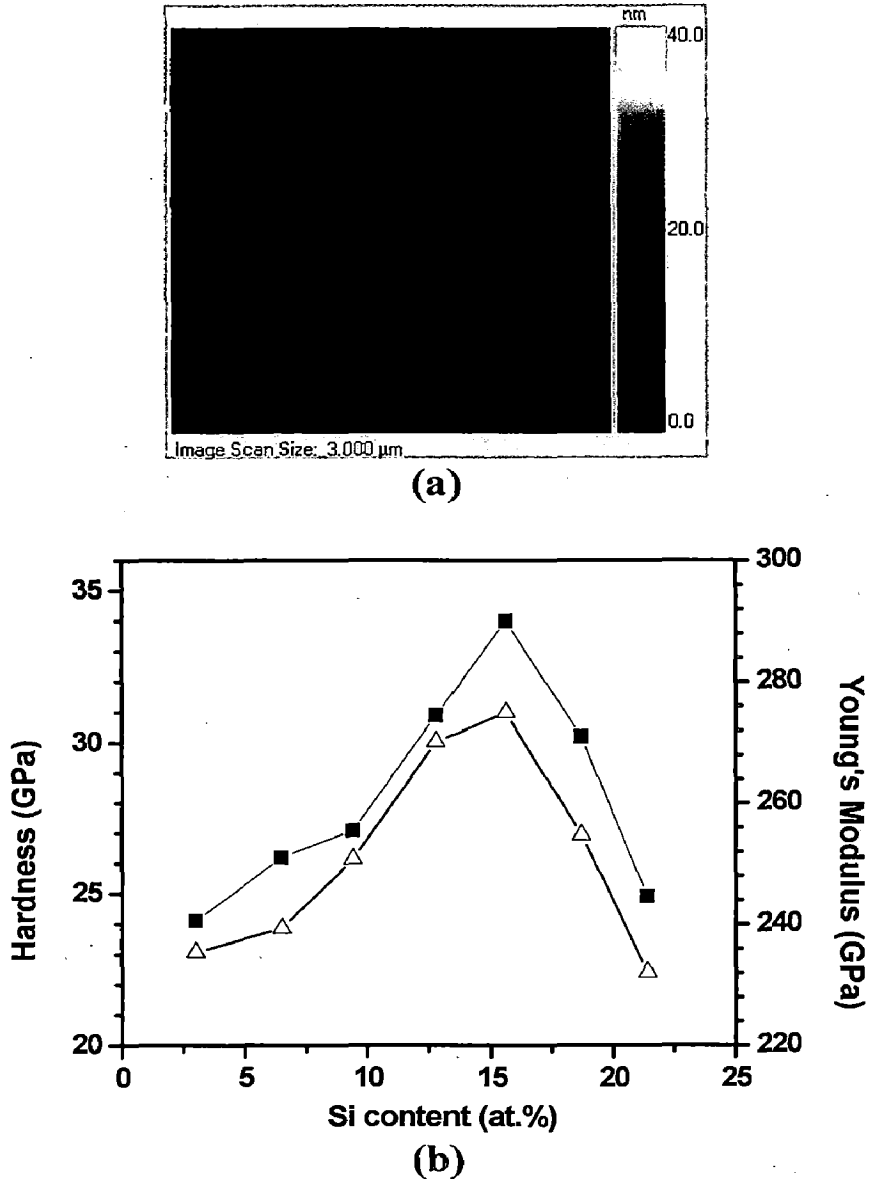 nm
40.0
20.0
0.0
Image Scan Size: 3.000 µm
(a)
35
30
25
20
Hardness (GPa)
300
280
260
240
220
Young's Modulus (GPa)
0 5 10 15 20 25
Si content (at.%)
(b)